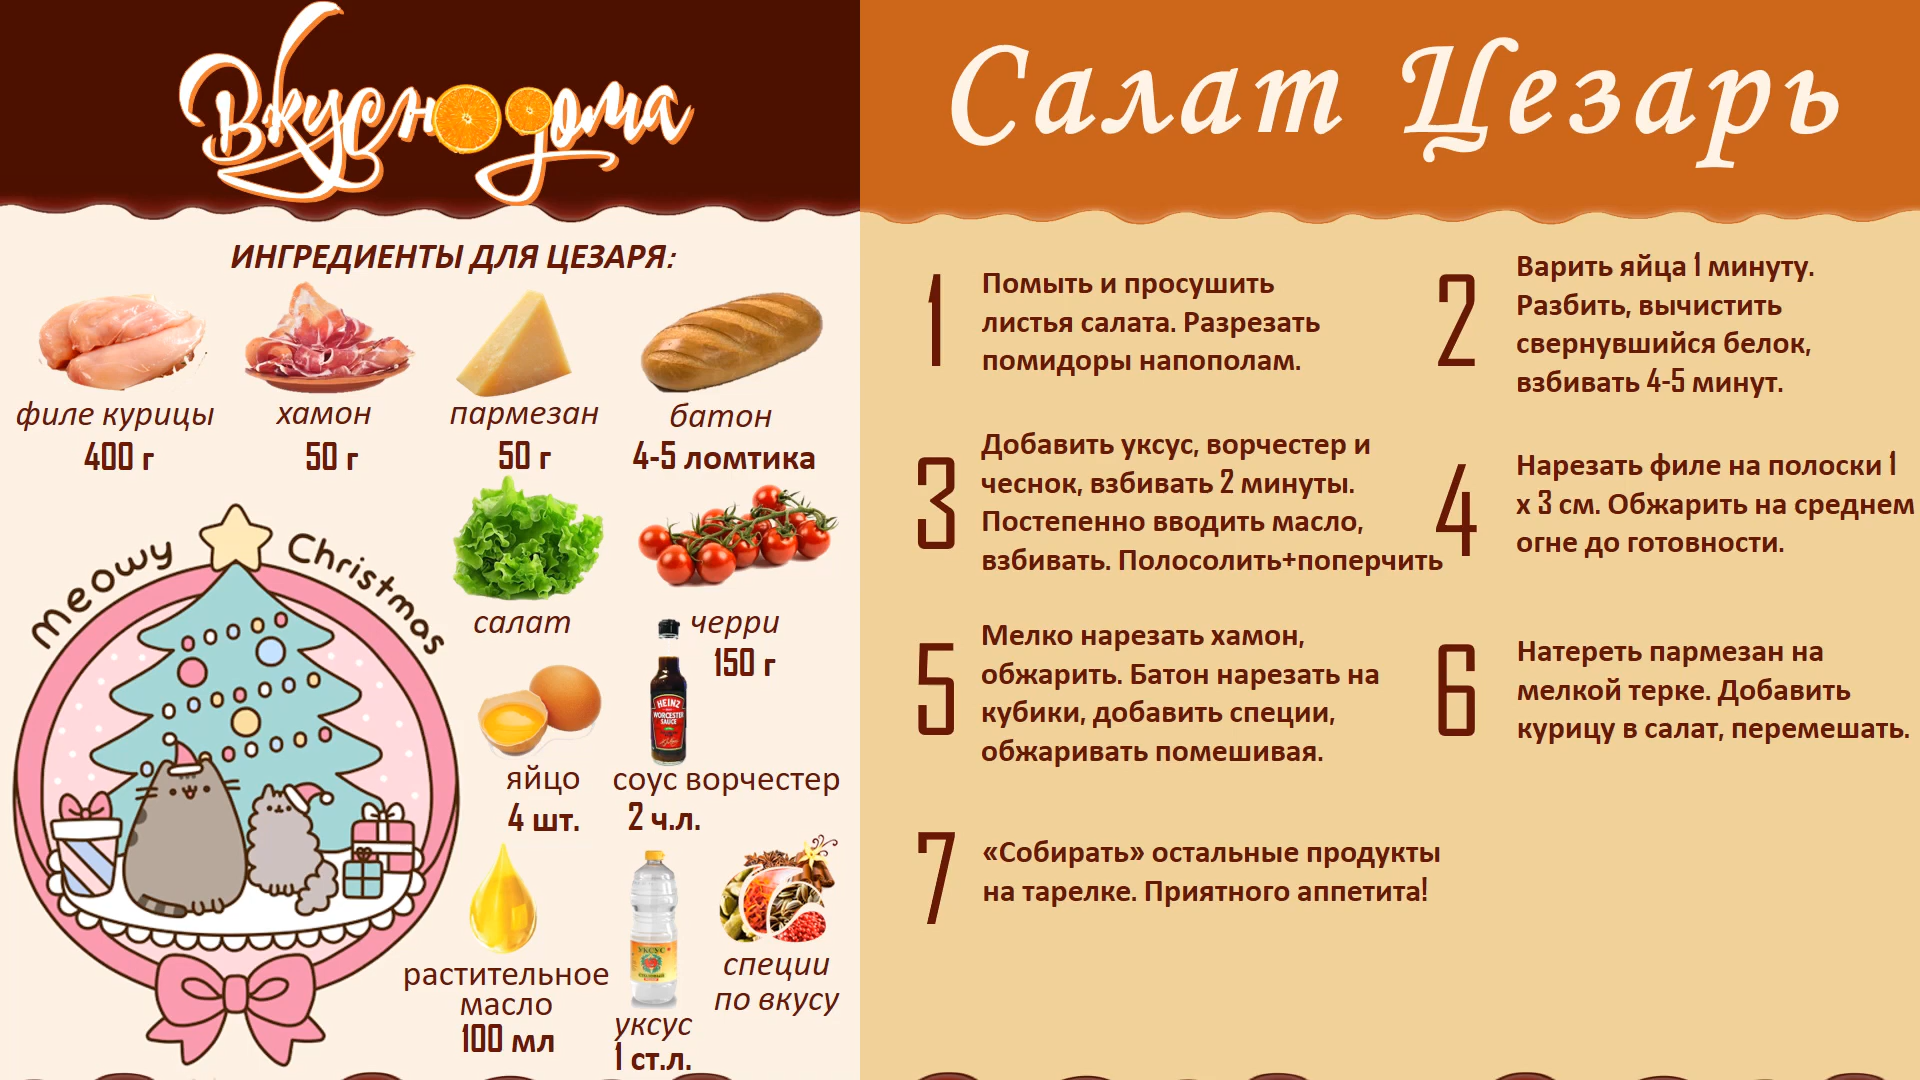 Вкусно дома
Салат Цезарь
ИНГРЕДИЕНТЫ ДЛЯ ЦЕЗАРЯ:
филе курицы
400 г
хамон
50 г
пармезан
50 г
батон
4-5 ломтика
Meowy Christmas
салат
черри
150 г
HEINZ
WORCESTER
SAUCE
яйцо
4 шт.
соус ворчестер
2 ч.л.
растительное
масло
100 мл
УКСУС
уксус
1 ст.л.
специи
по вкусу
1
Помыть и просушить
листья салата. Разрезать
помидоры напополам.
2
Варить яйца 1 минуту.
Разбить, вычистить
свернувшийся белок,
взбивать 4-5 минут.
3
Добавить уксус, ворчестер и
чеснок, взбивать 2 минуты.
Постепенно вводить масло,
взбивать. Полосолить+поперчить
4
Нарезать филе на полоски 1
х 3 см. Обжарить на среднем
огне до готовности.
5
Мелко нарезать хамон,
обжарить. Батон нарезать на
кубики, добавить специи,
обжаривать помешивая.
6
Натереть пармезан на
мелкой терке. Добавить
курицу в салат, перемешать.
7
«Собирать» остальные продукты
на тарелке. Приятного аппетита!